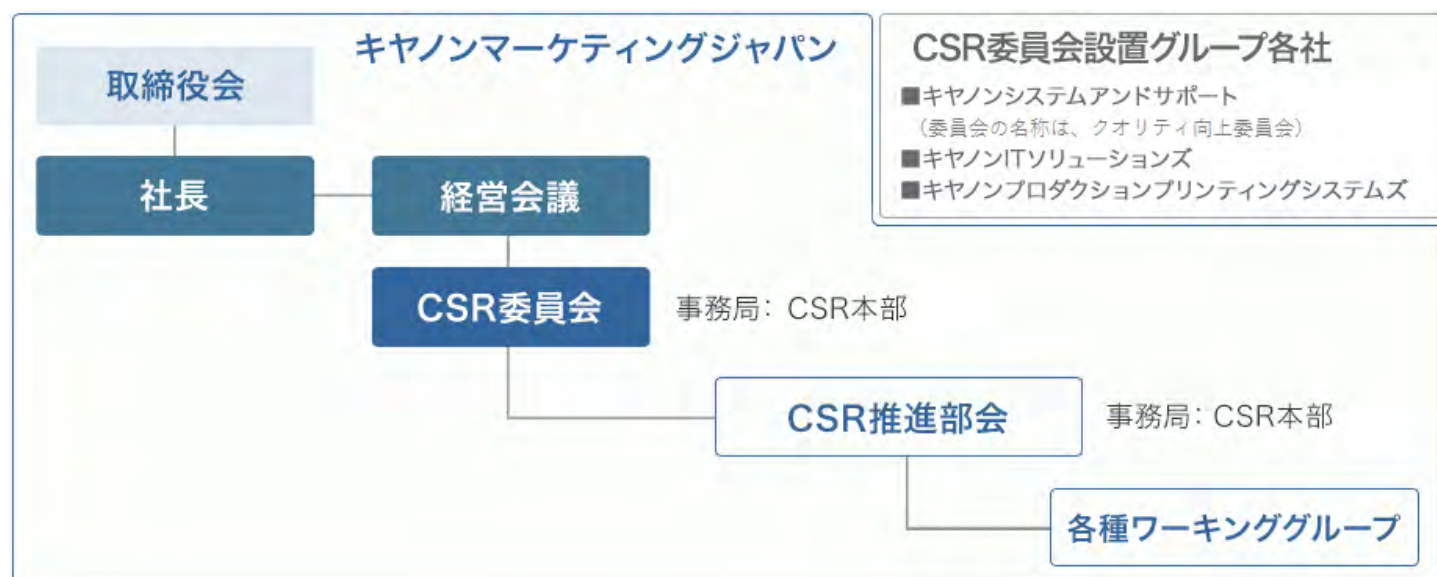 キヤノンマーケティングジャパン
取締役会
社長
経営会議
CSR委員会
事務局：CSR本部
CSR推進部会
事務局：CSR本部
各種ワーキンググループ
CSR委員会設置グループ各社
■キヤノンシステムアンドサポート
（委員会の名称は、クオリティ向上委員会）
■キヤノンITソリューションズ
■キヤノンプロダクションプリンティングシステムズ